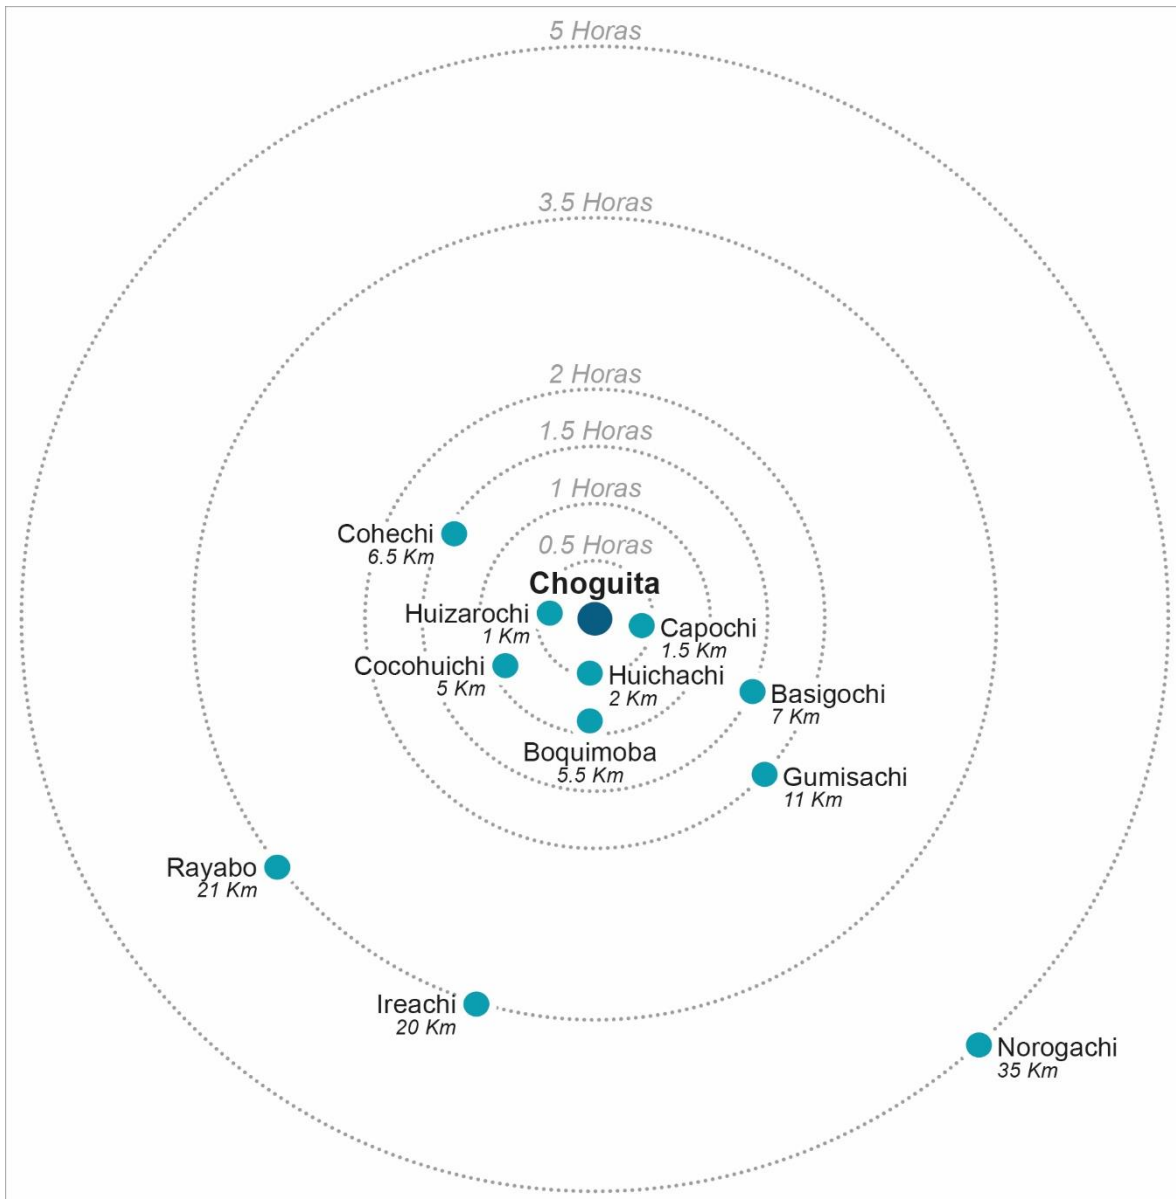 5 Horas
3.5 Horas
2 Horas
1.5 Horas
1 Horas
Cohechi
6.5 Km
0.5 Horas
Choguita
Huizarochi
1 Km
Capochi
1.5 Km
Cocohuichi
5 Km
Huichachi
2 Km
Basigochi
7 Km
Boquimoba
5.5 Km
Gumisachi
11 Km
Rayabo
21 Km
Ireachi
20 Km
Norogachi
35 Km